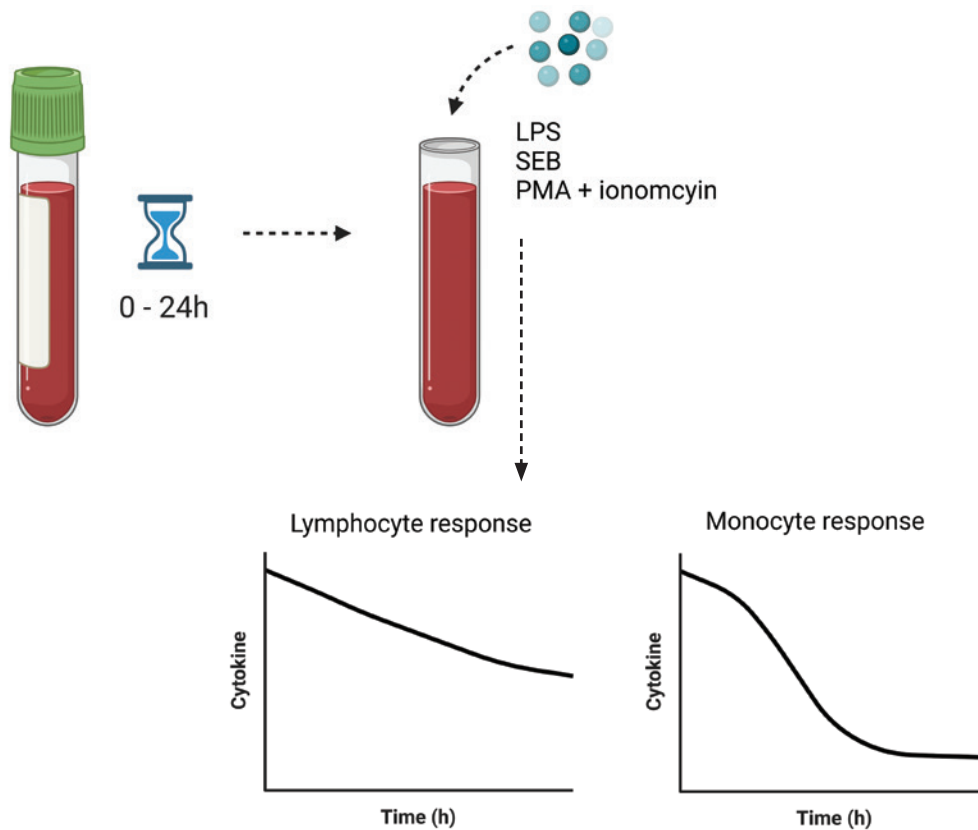 LPS
SEB
PMA + ionomcyin
0 - 24h
Lymphocyte response
Monocyte response
Cytokine
Time (h)
Cytokine
Time (h)